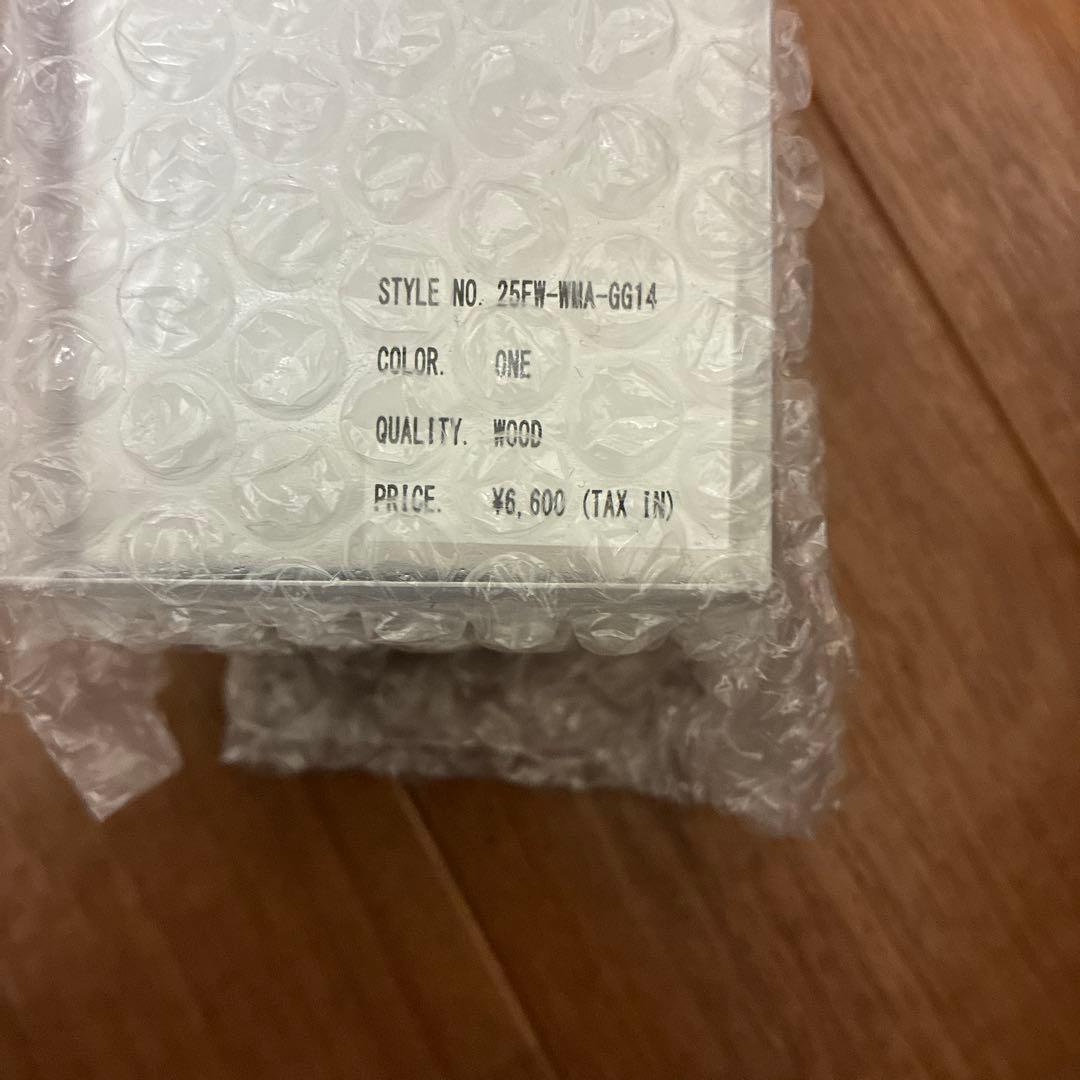 STYLE NO. 25FW-WMA-GG14
COLOR. ONE
QUALITY. WOOD
PRICE. ¥6,600 (TAX IN)